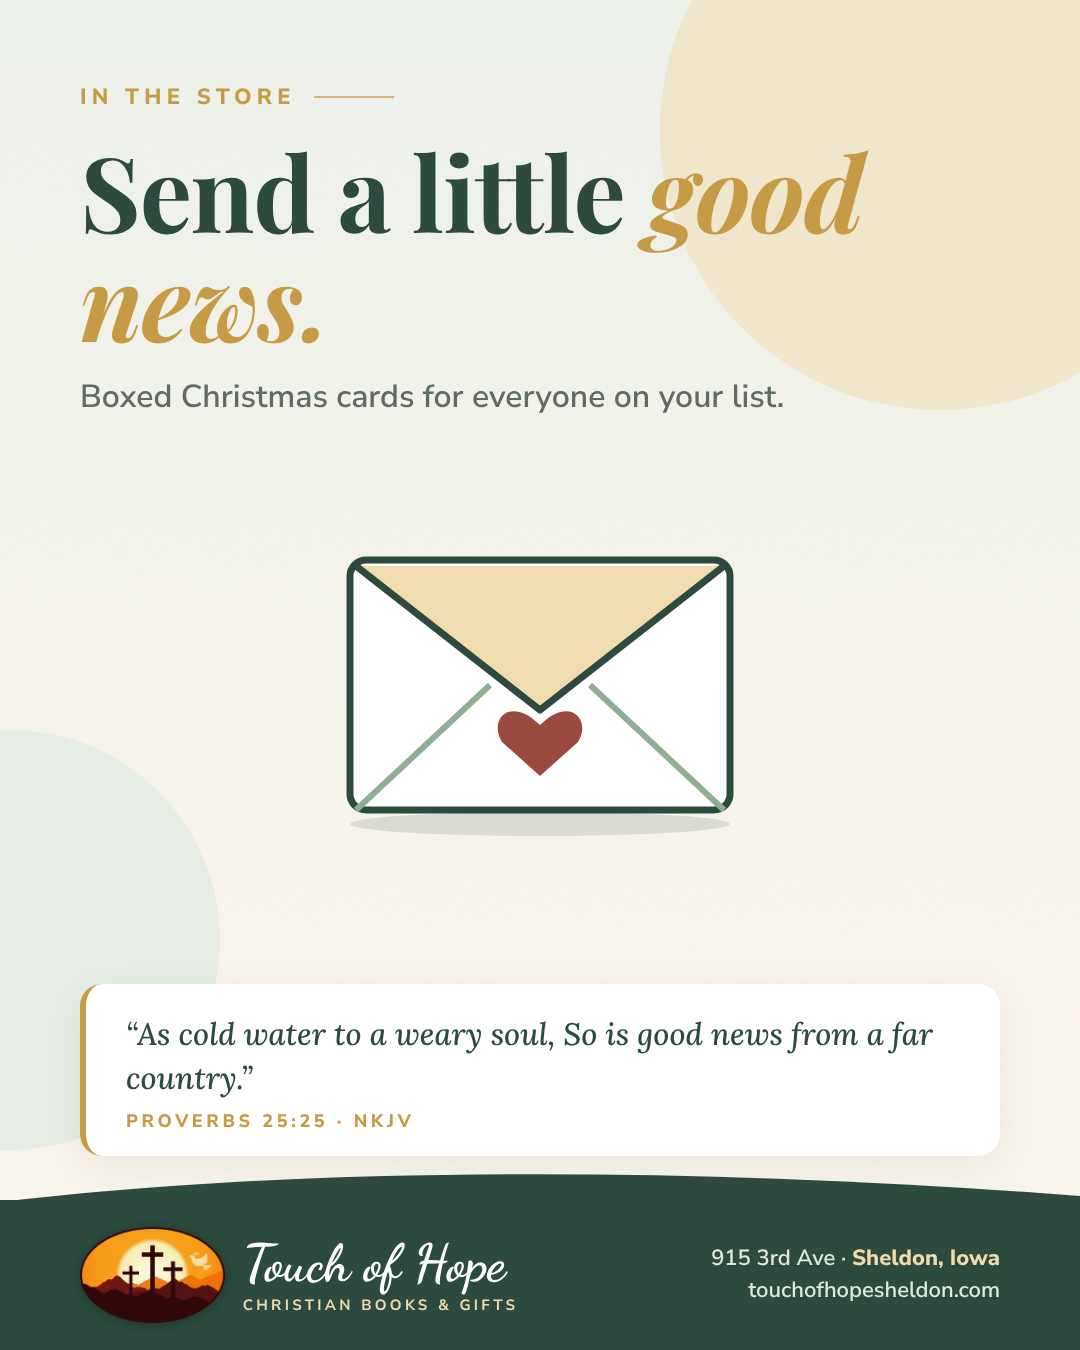 IN THE STORE
Send a little good
news.
Boxed Christmas cards for everyone on your list.
“As cold water to a weary soul, So is good news from a far
country.”
PROVERBS 25:25 · NKJV
Touch of Hope
CHRISTIAN BOOKS & GIFTS
915 3rd Ave · Sheldon, Iowa
touchofhopesheldon.com